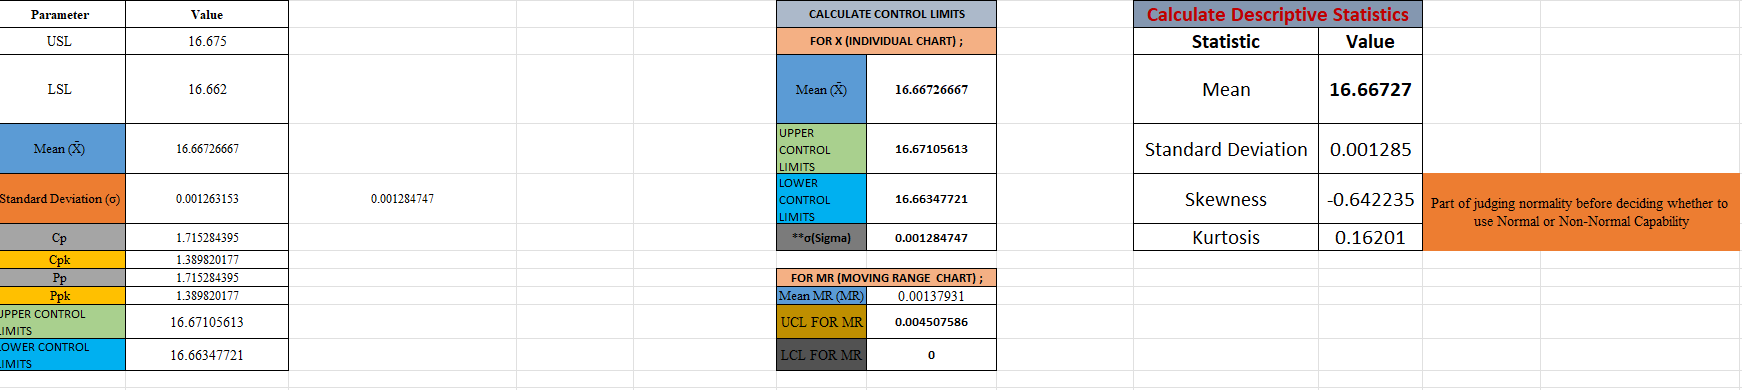 Parameter Value
USL 16.675
LSL 16.662
Mean (X̄) 16.66726667
Standard Deviation (σ) 0.001263153 0.001284747
Cp 1.715284395
Cpk 1.389820177
Pp 1.715284395
Ppk 1.389820177
UPPER CONTROL
LIMITS 16.67105613
LOWER CONTROL
LIMITS 16.66347721
CALCULATE CONTROL LIMITS
FOR X (INDIVIDUAL CHART) ;
Mean (X̄) 16.66726667
UPPER
CONTROL 16.67105613
LIMITS
LOWER
CONTROL 16.66347721
LIMITS
**σ(Sigma) 0.001284747
FOR MR (MOVING RANGE CHART) ;
Mean MR (MR) 0.00137931
UCL FOR MR 0.004507586
LCL FOR MR 0
Calculate Descriptive Statistics
Statistic Value
Mean 16.66727
Standard Deviation 0.001285
Skewness -0.642235
Kurtosis 0.16201
Part of judging normality before deciding whether to
use Normal or Non-Normal Capability